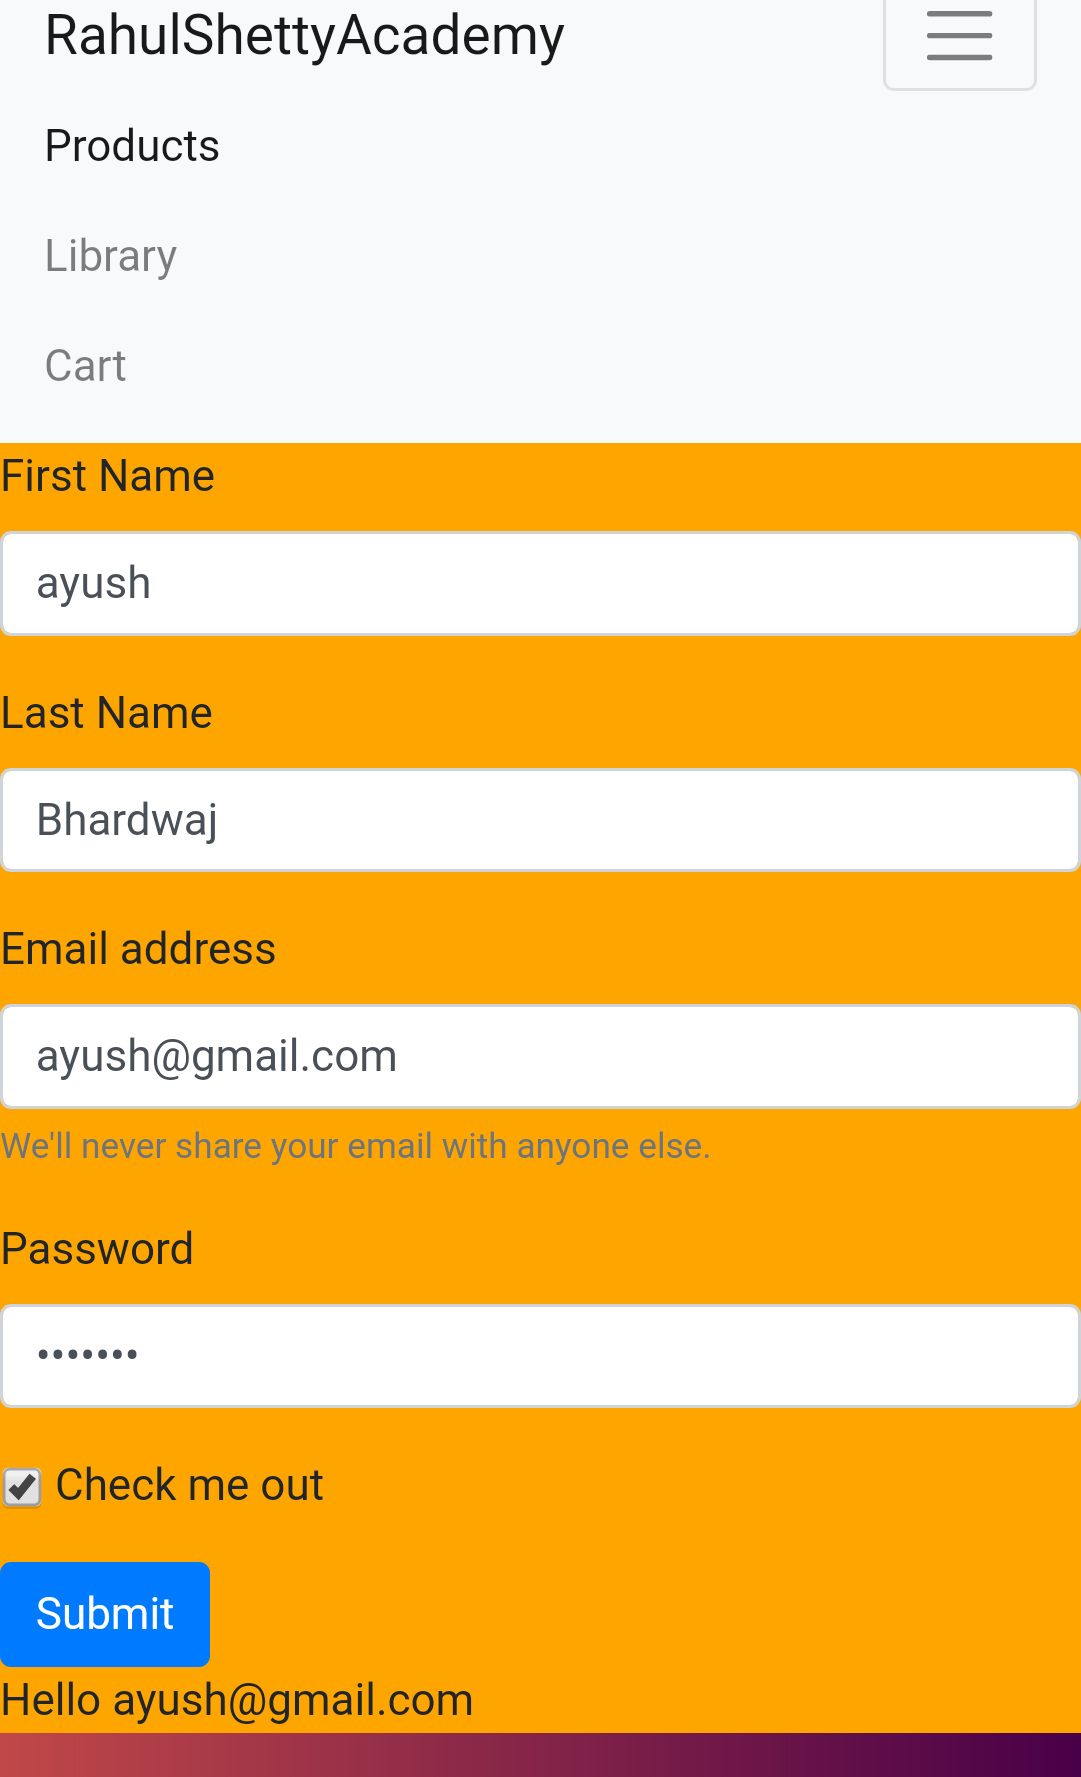 RahulShettyAcademy
Products
Library
Cart
First Name
ayush
Last Name
Bhardwaj
Email address
ayush@gmail.com
We'll never share your email with anyone else.
Password
•••••••
Check me out
Submit
Hello ayush@gmail.com